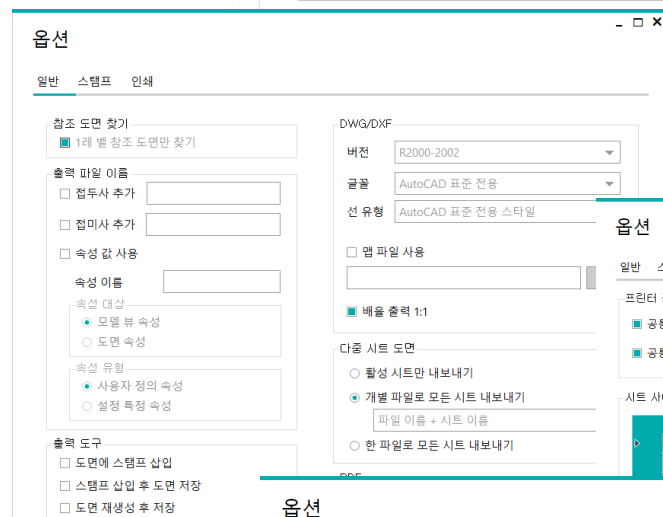 옵션
일반 스탬프 인쇄
참조 도면 찾기
1레 벨 참조 도면만 찾기
출력 파일 이름
접두사 추가
접미사 추가
속성 값 사용
속성 이름
속성 대상
모델 뷰 속성
도면 속성
속성 유형
사용자 정의 속성
설정 특정 속성
출력 도구
도면에 스탬프 삽입
스탬프 삽입 후 도면 저장
도면 재생성 후 저장
DWG/DXF
버전 R2000-2002
글꼴 AutoCAD 표준 전용
선 유형 AutoCAD 표준 전용 스타일
맵 파일 사용
배율 출력 1:1
다중 시트 도면
활성 시트만 내보내기
개별 파일로 모든 시트 내보내기
파일 이름 + 시트 이름
한 파일로 모든 시트 내보내기
옵션
일반
프린터
시트
옵션